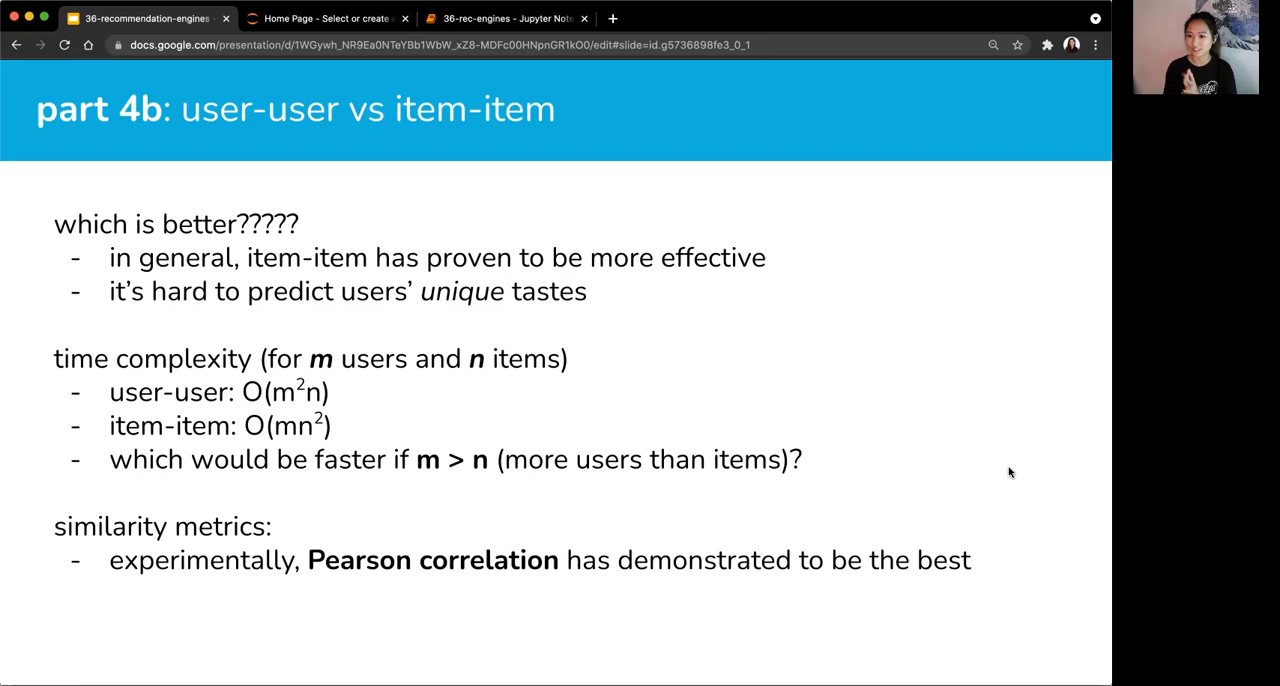 36-recommendation-engines
Home Page - Select or create
36-rec-engines - Jupyter Note
docs.google.com/presentation/d/1WGywh_NR9Ea0NTeYBb1WbW_xZ8-MDFc00HNpnGR1kO0/edit#slide=id.g5736898fe3_0_1
part 4b: user-user vs item-item
which is better?????
- in general, item-item has proven to be more effective
- it's hard to predict users' unique tastes
time complexity (for m users and n items)
- user-user: O(m²n)
- item-item: O(mn²)
- which would be faster if m > n (more users than items)?
similarity metrics:
- experimentally, Pearson correlation has demonstrated to be the best